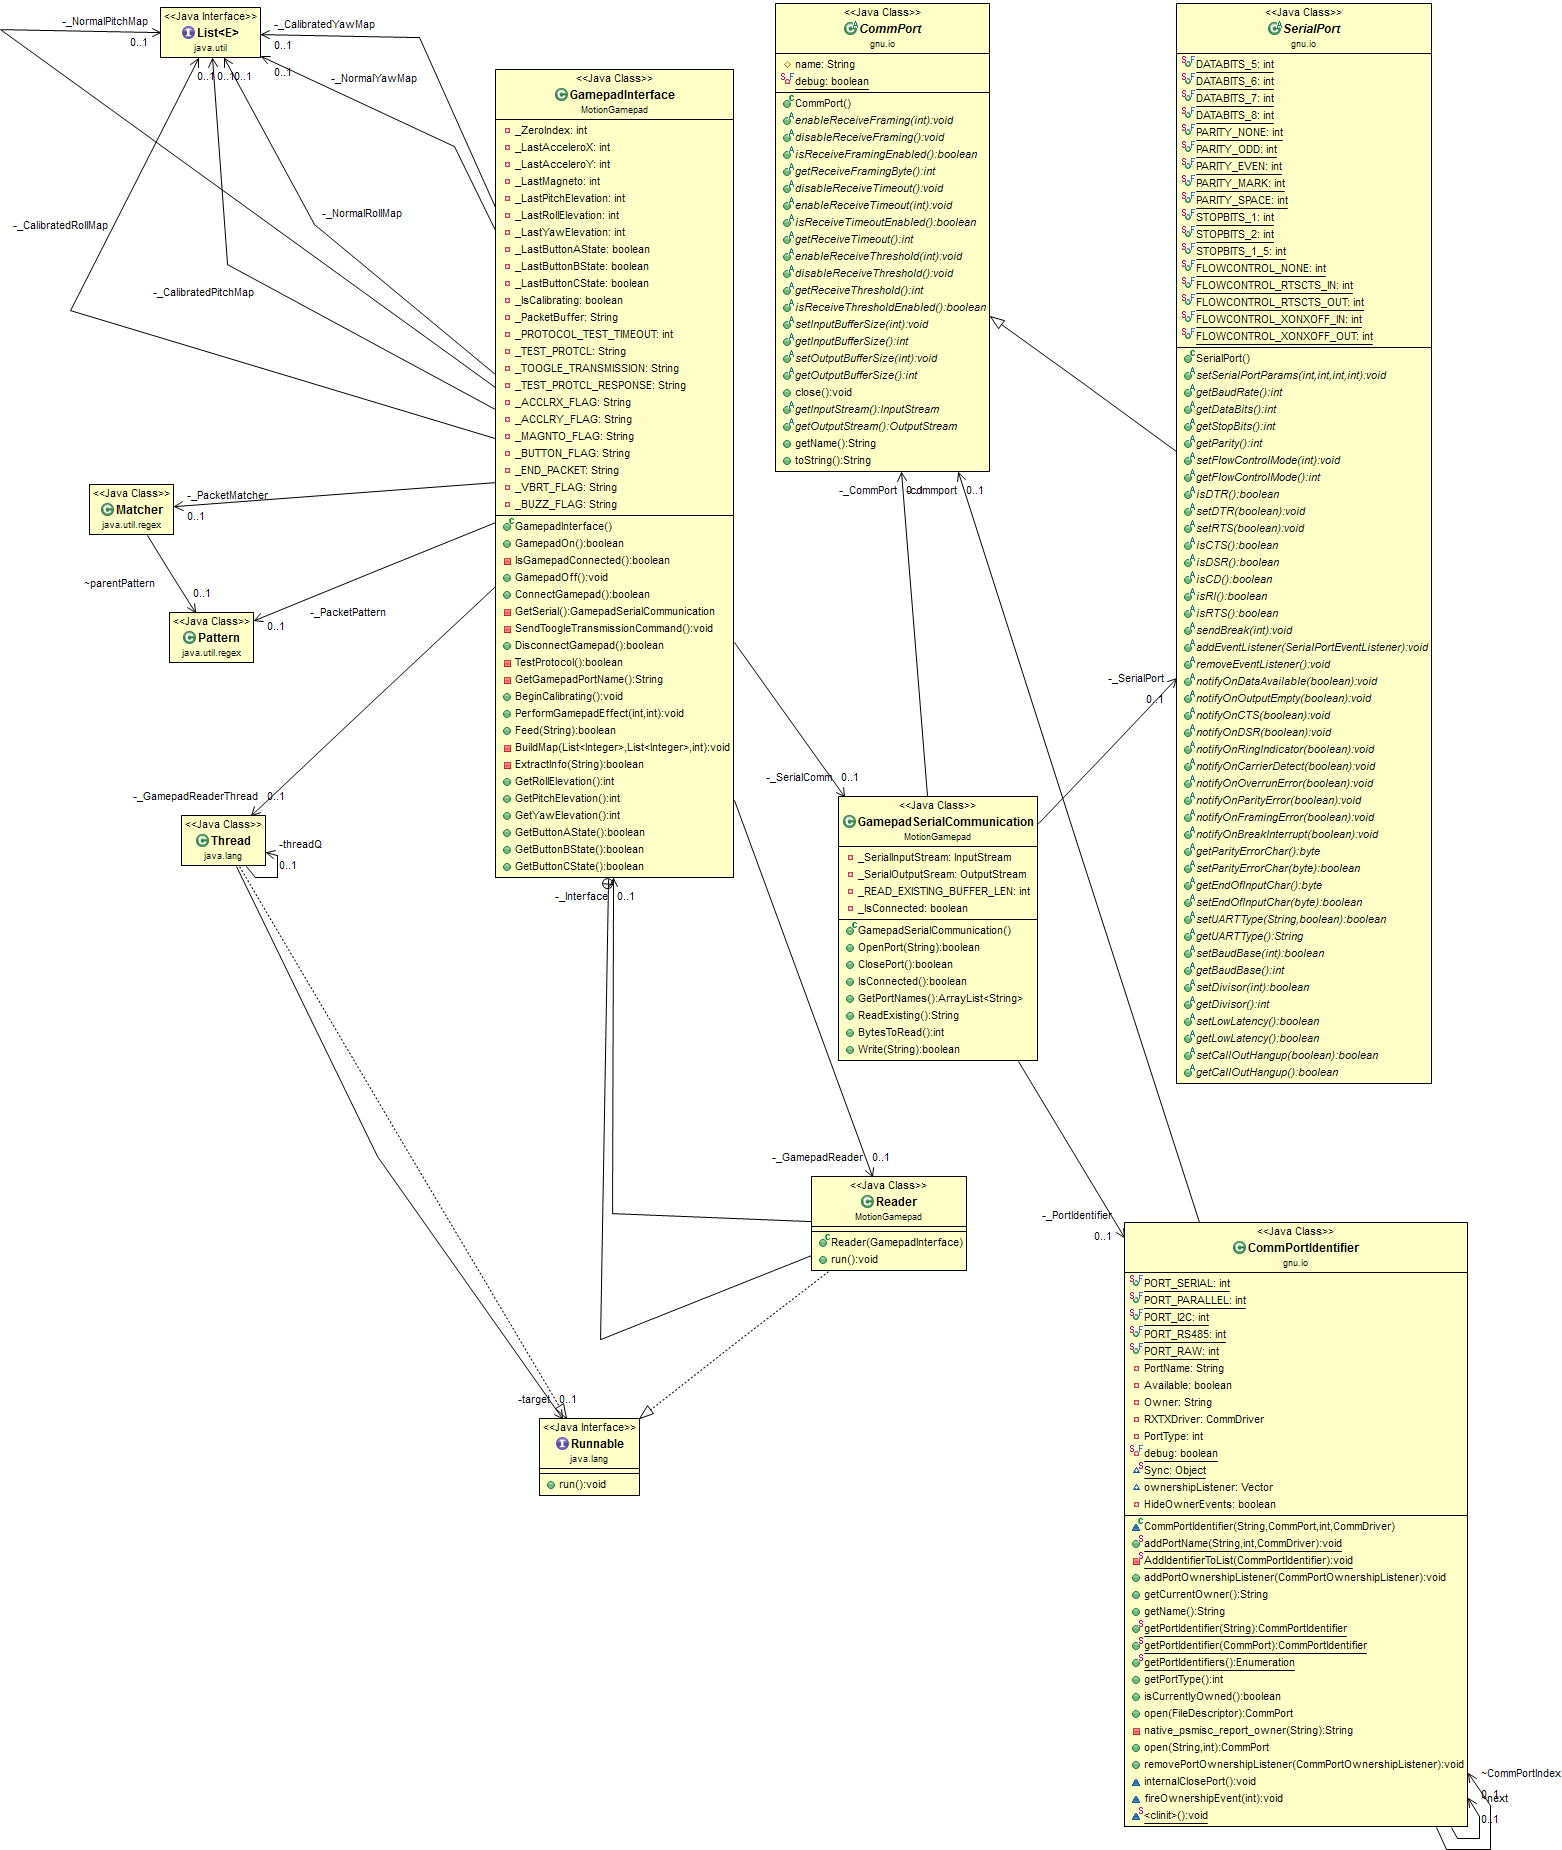 <<Java Interface>>
List<E>
java.util
-_NormalPitchMap
0..1
-_CalibratedYawMap
0..1
0..1
-_NormalYawMap
0..1
0..1
0..1
-_NormalRollMap
-_CalibratedRollMap
-_CalibratedPitchMap
<<Java Class>>
GamepadInterface
MotionGamepad
_ZeroIndex: int
_LastAcceleroX: int
_LastAcceleroY: int
_LastMagneto: int
_LastPitchElevation: int
_LastRollElevation: int
_LastYawElevation: int
_LastButtonAState: boolean
_LastButtonBState: boolean
_LastButtonCState: boolean
_IsCalibrating: boolean
_PacketBuffer: String
_PROTOCOL_TEST_TIMEOUT: int
_TEST_PROTCL: String
_TOOGLE_TRANSMISSION: String
_TEST_PROTCL_RESPONSE: String
_ACCLRX_FLAG: String
_ACCLRY_FLAG: String
_MAGNTO_FLAG: String
_BUTTON_FLAG: String
_END_PACKET: String
_VBRT_FLAG: String
_BUZZ_FLAG: String
GamepadInterface()
GamepadOn():boolean
IsGamepadConnected():boolean
GamepadOff():void
ConnectGamepad():boolean
GetSerial():GamepadSerialCommunication
SendToogleTransmissionCommand():void
DisconnectGamepad():boolean
TestProtocol():boolean
GetGamepadPortName():String
BeginCalibrating():void
PerformGamepadEffect(int,int):void
Feed(String):boolean
BuildMap(List<Integer>,List<Integer>,int):void
ExtractInfo(String):boolean
GetRollElevation():int
GetPitchElevation():int
GetYawElevation():int
GetButtonAState():boolean
GetButtonBState():boolean
GetButtonCState():boolean
<<Java Class>>
CommPort
gnu.io
name: String
debug: boolean
CommPort()
enableReceiveFraming(int):void
disableReceiveFraming():void
isReceiveFramingEnabled():boolean
getReceiveFramingByte():int
disableReceiveTimeout():void
enableReceiveTimeout(int):void
isReceiveTimeoutEnabled():boolean
getReceiveTimeout():int
enableReceiveThreshold(int):void
disableReceiveThreshold():void
getReceiveThreshold():int
isReceiveThresholdEnabled():boolean
setInputBufferSize(int):void
getInputBufferSize():int
setOutputBufferSize(int):void
getOutputBufferSize():int
close():void
getInputStream():InputStream
getOutputStream():OutputStream
getName():String
toString():String
-_CommPort
-commport
0..1
<<Java Class>>
SerialPort
gnu.io
DATABITS_5: int
DATABITS_6: int
DATABITS_7: int
DATABITS_8: int
PARITY_NONE: int
PARITY_ODD: int
PARITY_EVEN: int
PARITY_MARK: int
PARITY_SPACE: int
STOPBITS_1: int
STOPBITS_2: int
STOPBITS_1_5: int
FLOWCONTROL_NONE: int
FLOWCONTROL_RTSCTS_IN: int
FLOWCONTROL_RTSCTS_OUT: int
FLOWCONTROL_XONXOFF_IN: int
FLOWCONTROL_XONXOFF_OUT: int
SerialPort()
setSerialPortParams(int,int,int,int):void
getBaudRate():int
getDataBits():int
getStopBits():int
getParity():int
setFlowControlMode(int):void
getFlowControlMode():int
isDTR():boolean
setDTR(boolean):void
setRTS(boolean):void
isCTS():boolean
isDSR():boolean
isCD():boolean
isRI():boolean
isRTS():boolean
sendBreak(int):void
addEventListener(SerialPortEventListener):void
removeEventListener():void
notifyOnDataAvailable(boolean):void
notifyOnOutputEmpty(boolean):void
notifyOnCTS(boolean):void
notifyOnDSR(boolean):void
notifyOnRingIndicator(boolean):void
notifyOnCarrierDetect(boolean):void
notifyOnOverrunError(boolean):void
notifyOnParityError(boolean):void
notifyOnFramingError(boolean):void
notifyOnBreakInterrupt(boolean):void
getParityErrorChar():byte
setParityErrorChar(byte):boolean
getEndOfInputChar():byte
setEndOfInputChar(byte):boolean
setUARTType(String,boolean):boolean
getUARTType():String
setBaudBase(int):boolean
getBaudBase():int
setDivisor(int):boolean
getDivisor():int
setLowLatency():boolean
getLowLatency():boolean
setCallOutHangup(boolean):boolean
getCallOutHangup():boolean
-_SerialPort
0..1
<<Java Class>>
Matcher
java.util.regex
-_PacketMatcher
0..1
~parentPattern
0..1
<<Java Class>>
Pattern
java.util.regex
-_PacketPattern
0..1
-_GamepadReaderThread
0..1
<<Java Class>>
Thread
java.lang
-threadQ
0..1
-_SerialComm
0..1
<<Java Class>>
GamepadSerialCommunication
MotionGamepad
_SerialInputStream: InputStream
_SerialOutputSream: OutputStream
_READ_EXISTING_BUFFER_LEN: int
_IsConnected: boolean
GamepadSerialCommunication()
OpenPort(String):boolean
ClosePort():boolean
IsConnected():boolean
GetPortNames():ArrayList<String>
ReadExisting():String
BytesToRead():int
Write(String):boolean
-_Interface
0..1
-_GamepadReader
0..1
<<Java Class>>
Reader
MotionGamepad
Reader(GamepadInterface)
run():void
-target
0..1
<<Java Interface>>
Runnable
java.lang
run():void
-_PortIdentifier
0..1
<<Java Class>>
CommPortIdentifier
gnu.io
PORT_SERIAL: int
PORT_PARALLEL: int
PORT_I2C: int
PORT_RS485: int
PORT_RAW: int
PortName: String
Available: boolean
Owner: String
RXTXDriver: CommDriver
PortType: int
debug: boolean
Sync: Object
ownershipListener: Vector
HideOwnerEvents: boolean
CommPortIdentifier(String,CommPort,int,CommDriver)
addPortName(String,int,CommDriver):void
AddIdentifierToList(CommPortIdentifier):void
addPortOwnershipListener(CommPortOwnershipListener):void
getCurrentOwner():String
getName():String
getPortIdentifier(String):CommPortIdentifier
getPortIdentifier(CommPort):CommPortIdentifier
getPortIdentifiers():Enumeration
getPortType():int
isCurrentlyOwned():boolean
open(FileDescriptor):CommPort
native_psmisc_report_owner(String):String
open(String,int):CommPort
removePortOwnershipListener(CommPortOwnershipListener):void
internalClosePort():void
fireOwnershipEvent(int):void
<clinit>():void
~CommPortIndex
0..1
~next
0..1